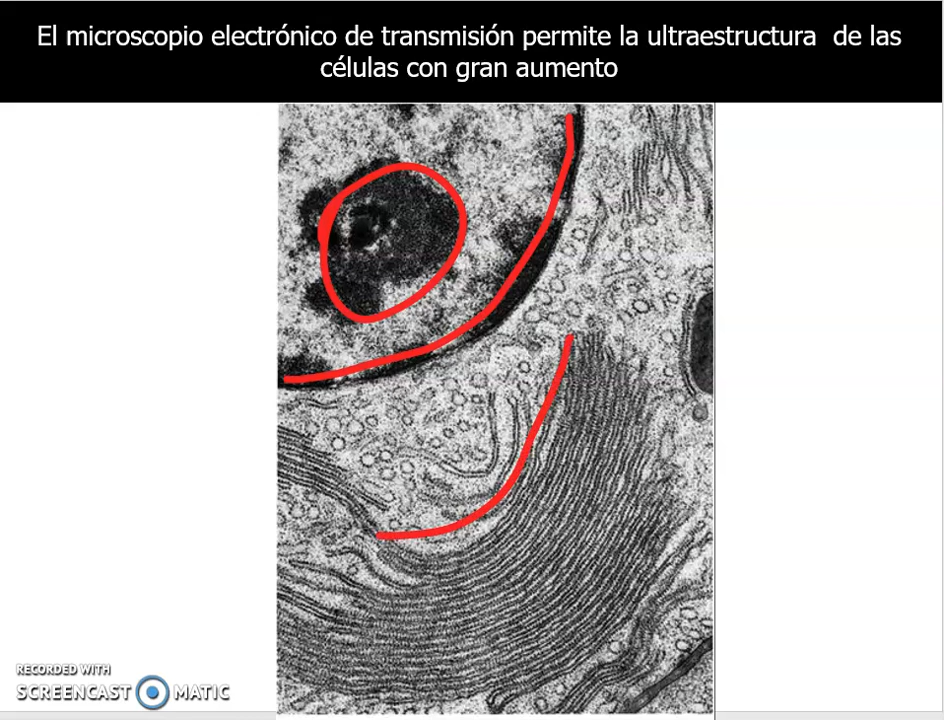 El microscopio electrónico de transmisión permite la ultraestructura de las
células con gran aumento
RECORDED WITH
SCREENCAST MATIC